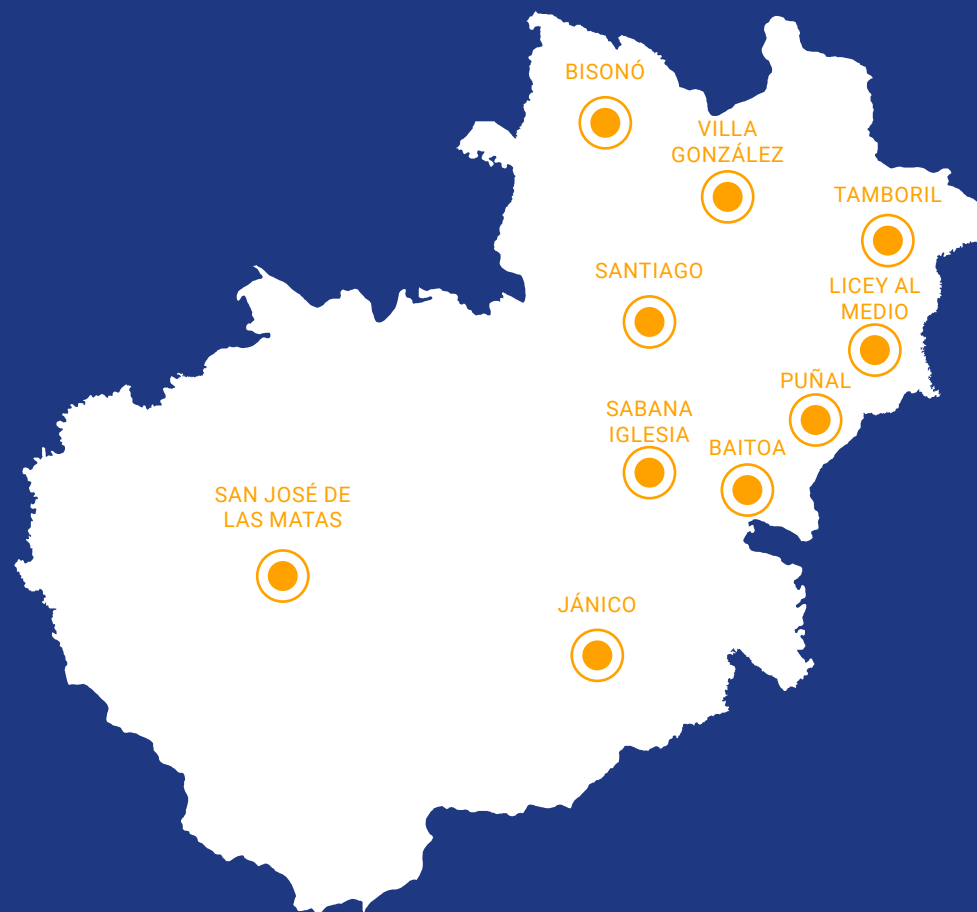 BISONÓ
VILLA
GONZÁLEZ
TAMBORIL
SANTIAGO
LICEY AL
MEDIO
PUÑAL
SABANA
IGLESIA
BAITOA
SAN JOSÉ DE
LAS MATAS
JÁNICO